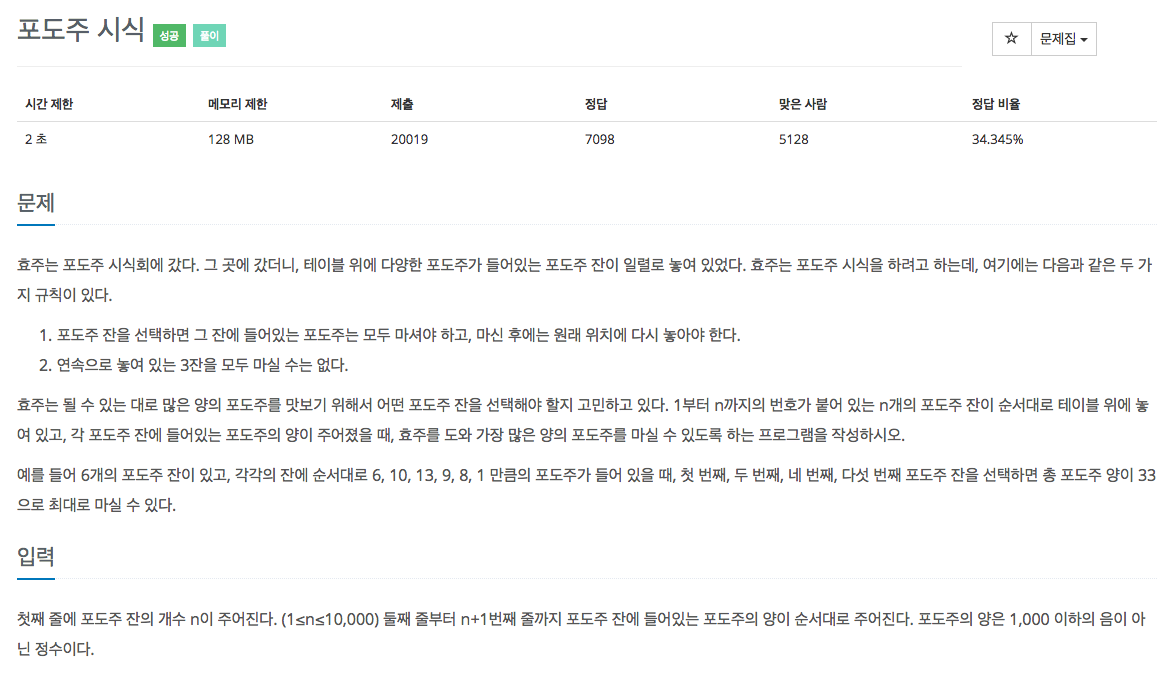 포도주 시식 성공 풀이
☆ 문제집
시간 제한 메모리 제한 제출 정답 맞은 사람 정답 비율
2 초 128 MB 20019 7098 5128 34.345%
문제
효주는 포도주 시식회에 갔다. 그 곳에 갔더니, 테이블 위에 다양한 포도주가 들어있는 포도주 잔이 일렬로 놓여 있었다. 효주는 포도주 시식을 하려고 하는데, 여기에는 다음과 같은 두 가
지 규칙이 있다.
1. 포도주 잔을 선택하면 그 잔에 들어있는 포도주는 모두 마셔야 하고, 마신 후에는 원래 위치에 다시 놓아야 한다.
2. 연속으로 놓여 있는 3잔을 모두 마실 수는 없다.
효주는 될 수 있는 대로 많은 양의 포도주를 맛보기 위해서 어떤 포도주 잔을 선택해야 할지 고민하고 있다. 1부터 n까지의 번호가 붙어 있는 n개의 포도주 잔이 순서대로 테이블 위에 놓
여 있고, 각 포도주 잔에 들어있는 포도주의 양이 주어졌을 때, 효주를 도와 가장 많은 양의 포도주를 마실 수 있도록 하는 프로그램을 작성하시오.
예를 들어 6개의 포도주 잔이 있고, 각각의 잔에 순서대로 6, 10, 13, 9, 8, 1 만큼의 포도주가 들어 있을 때, 첫 번째, 두 번째, 네 번째, 다섯 번째 포도주 잔을 선택하면 총 포도주 양이 33
으로 최대로 마실 수 있다.
입력
첫째 줄에 포도주 잔의 개수 n이 주어진다. (1≤n≤10,000) 둘째 줄부터 n+1번째 줄까지 포도주 잔에 들어있는 포도주의 양이 순서대로 주어진다. 포도주의 양은 1,000 이하의 음이 아
닌 정수이다.